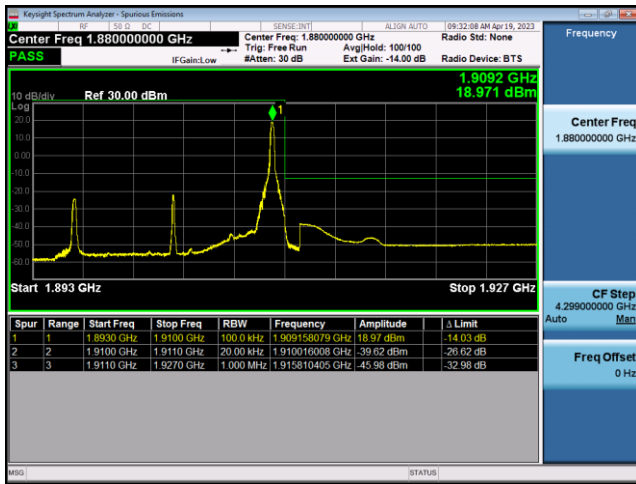 Keysight Spectrum Analyzer - Spurious Emissions
RF 50 Ω DC SENSE:INT ALIGN AUTO 09:32:08 AM Apr 19, 2023
Center Freq 1.880000000 GHz Center Freq: 1.880000000 GHz Radio Std: None
Trig: Free Run Avg|Hold: 100/100
PASS IFGain:Low #Atten: 30 dB Ext Gain: -14.00 dB Radio Device: BTS
1.9092 GHz
10 dB/div Ref 30.00 dBm 18.971 dBm
Log
1
20.0
10.0
0.00
-10.0
-20.0
-30.0
-40.0
-50.0
-60.0
Start 1.893 GHz Stop 1.927 GHz
Spur Range Start Freq Stop Freq RBW Frequency Amplitude Δ Limit
1 1 1.8930 GHz 1.9100 GHz 100.0 kHz 1.909158079 GHz 18.97 dBm -14.03 dB
2 2 1.9100 GHz 1.9110 GHz 20.00 kHz 1.910016008 GHz -39.62 dBm -26.62 dB
3 3 1.9110 GHz 1.9270 GHz 1.000 MHz 1.915810405 GHz -45.98 dBm -32.98 dB
MSG STATUS
Frequency
Center Freq
1.880000000 GHz
CF Step
4.299000000 GHz
Auto Man
Freq Offset
0 Hz